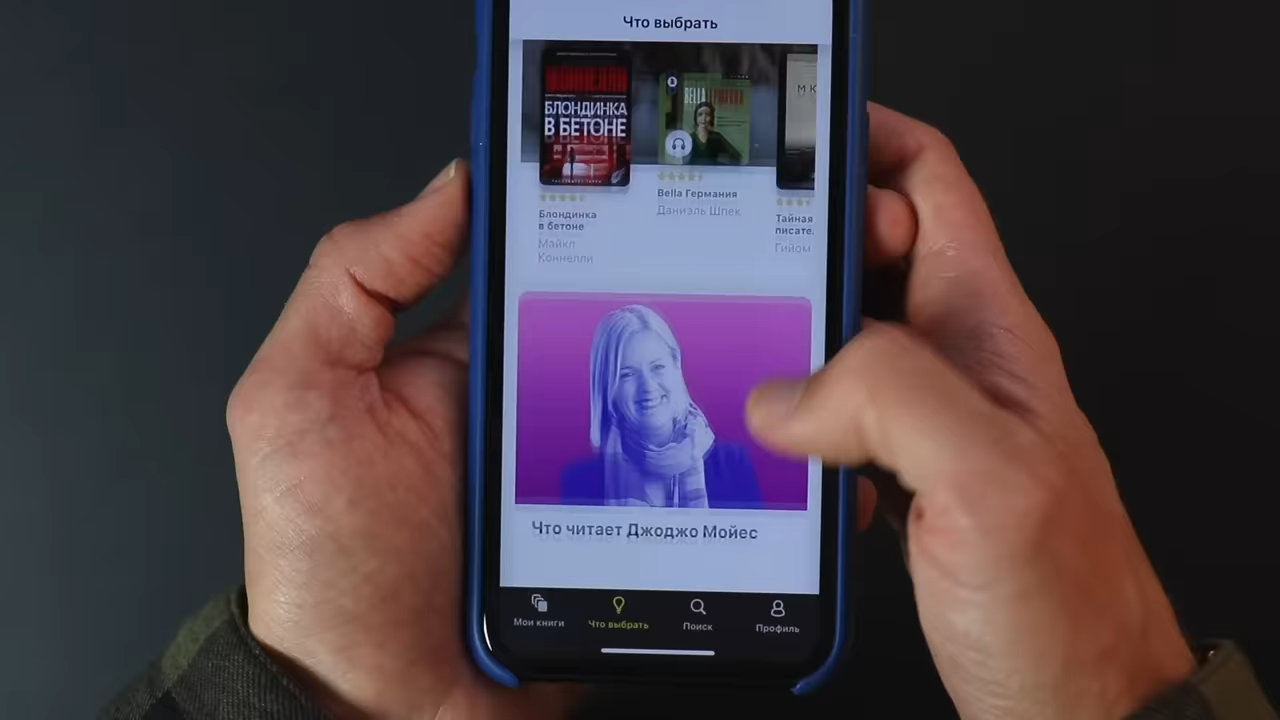 Что выбрать
БЛОНДИНКА
В БЕТОНЕ
BELLA
Bella Германия
Даниэль Шпек
Блондинка
в бетоне
Майкл
Коннелли
Тайная
писате
Гийом
Что читает Джоджо Мойес
Мои книги
Что выбрать
Поиск
Профиль